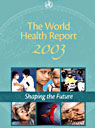 The World
Health Report
2003
Shaping the Future